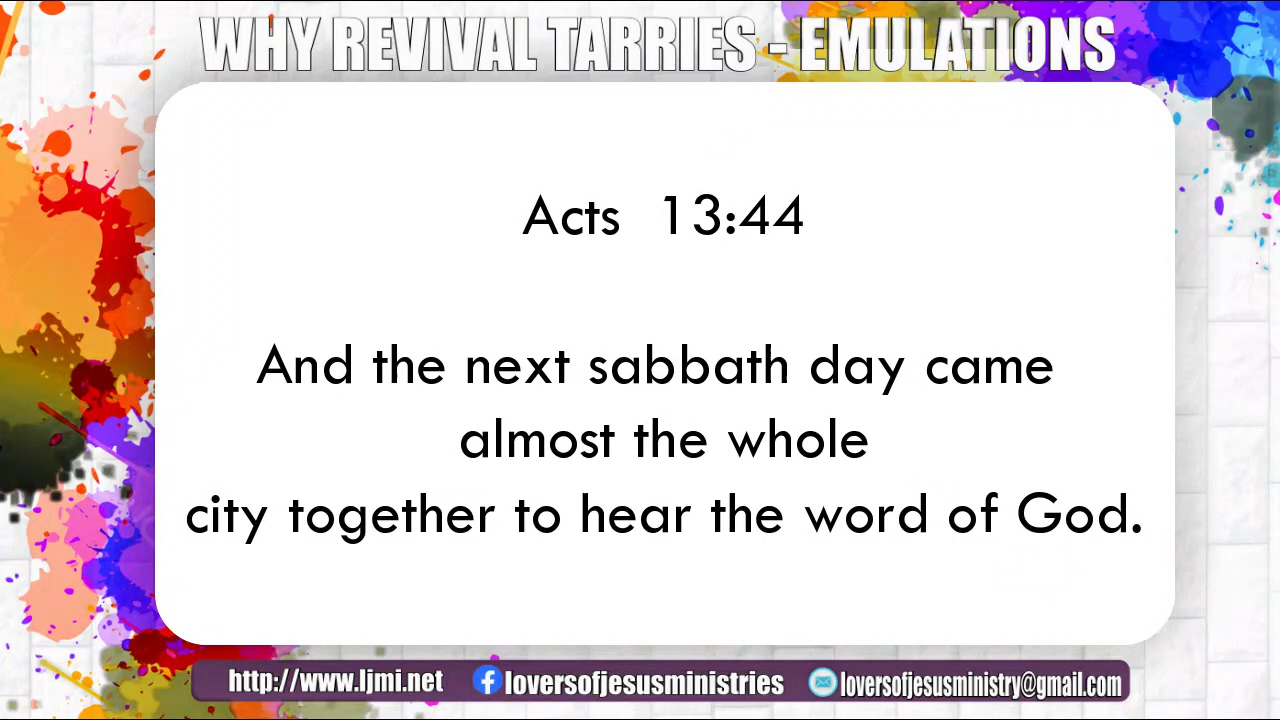 WHY REVIVAL TARRIES - EMULATIONS
Acts 13:44
And the next sabbath day came
almost the whole
city together to hear the word of God.
http://www.ljmi.net loversofjesusministries loversofjesusministry@gmail.com